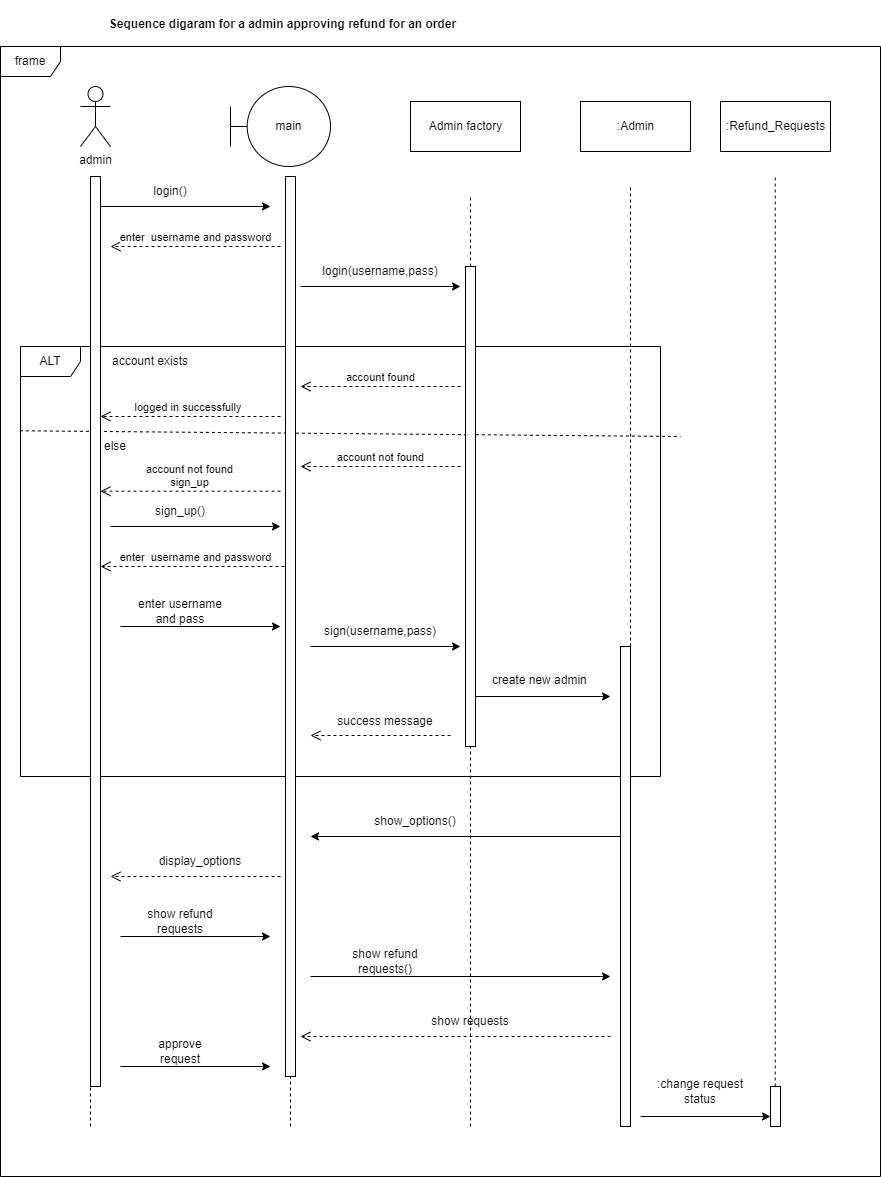 Sequence digaram for a admin approving refund for an order
frame
admin
main
Admin factory
:Admin
:Refund_Requests
login()
enter  username and password
login(username,pass)
ALT
account exists
account found
logged in successfully
else
account not found
account not found
sign_up
sign_up()
enter  username and password
enter username
and pass
sign(username,pass)
create new admin
success message
show_options()
display_options
show refund
requests
show refund
requests()
show requests
approve
request
:change request
status